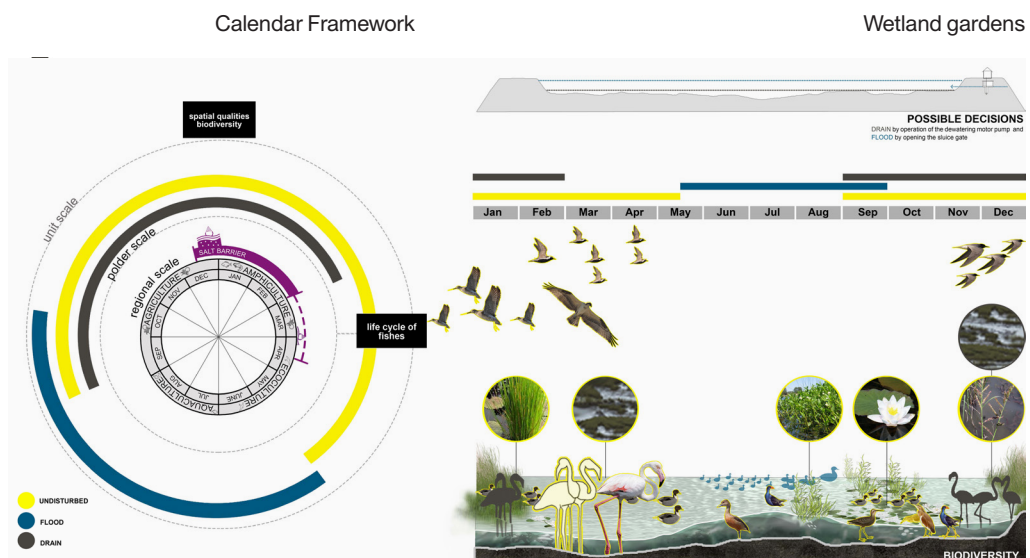 Calendar Framework
Wetland gardens
spatial qualities
biodiversity
unit scale
polder scale
regional scale
SALT BARRIER
AGRICULTURE
AMPHICULTURE
ECOCULTURE
AQUACULTURE
JAN
FEB
MAR
APR
MAY
JUNE
JUL
AUG
SEP
OCT
NOV
DEC
life cycle of
fishes
UNDISTURBED
FLOOD
DRAIN
POSSIBLE DECISIONS
DRAIN by operation of the dewatering motor pump and
FLOOD by opening the sluice gate
Jan Feb Mar Apr May Jun Jul Aug Sep Oct Nov Dec
BIODIVERSITY